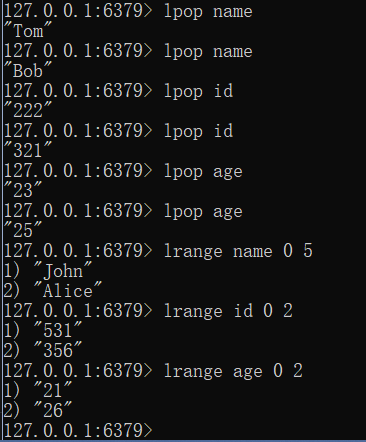 127.0.0.1:6379> lpop name
"Tom"
127.0.0.1:6379> lpop name
"Bob"
127.0.0.1:6379> lpop id
"222"
127.0.0.1:6379> lpop id
"321"
127.0.0.1:6379> lpop age
"23"
127.0.0.1:6379> lpop age
"25"
127.0.0.1:6379> lrange name 0 5
1) "John"
2) "Alice"
127.0.0.1:6379> lrange id 0 2
1) "531"
2) "356"
127.0.0.1:6379> lrange age 0 2
1) "21"
2) "26"
127.0.0.1:6379>